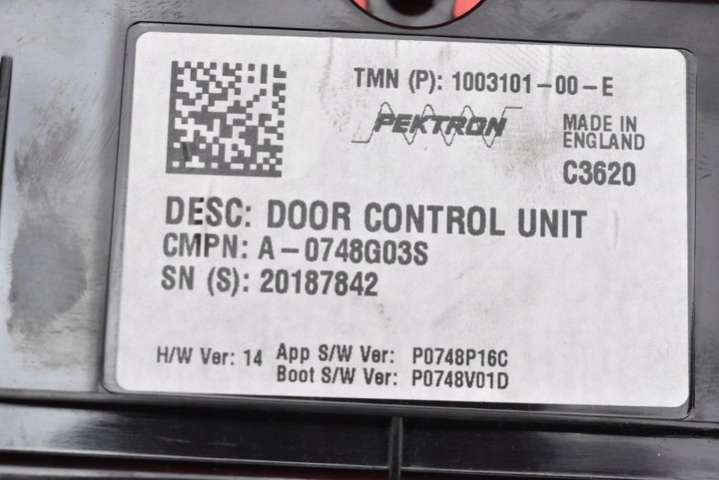 TMN (P): 1003101-00-E
PEKTRON
MADE IN
ENGLAND
C3620
DESC: DOOR CONTROL UNIT
CMPN: A-0748G03S
SN (S): 20187842
H/W Ver: 14 App S/W Ver: P0748P16C
Boot S/W Ver: P0748V01D